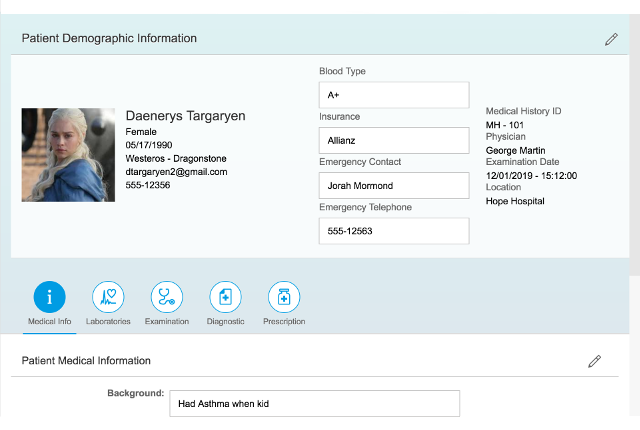 Patient Demographic Information
Daenerys Targaryen
Female
05/17/1990
Westeros - Dragonstone
dtargaryen2@gmail.com
555-12356
Blood Type
A+
Insurance
Allianz
Emergency Contact
Jorah Mormond
Emergency Telephone
555-12563
Medical History ID
MH - 101
Physician
George Martin
Examination Date
12/01/2019 - 15:12:00
Location
Hope Hospital
Medical Info
Laboratories
Examination
Diagnostic
Prescription
Patient Medical Information
Background:
Had Asthma when kid